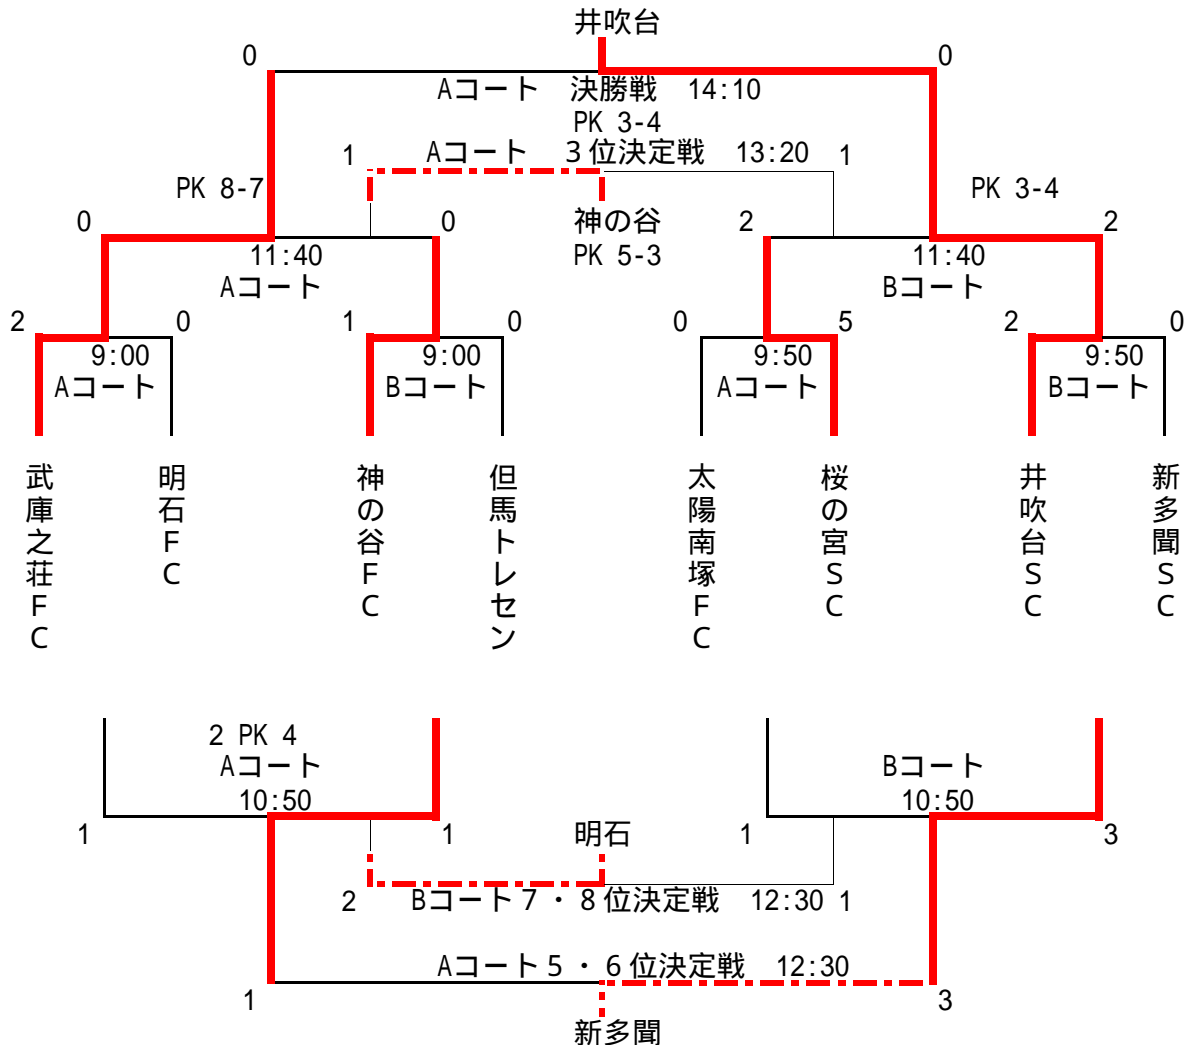 井吹台
0
0
Aコート 決勝戦 14:10
PK 3-4
1
Aコート 3位決定戦 13:20
1
PK 8-7
PK 3-4
0
0
神の谷
2
2
11:40
PK 5-3
11:40
Aコート
Bコート
2
0
1
0
0
5
2
0
9:00
9:00
9:50
9:50
Aコート
Bコート
Aコート
Bコート
武庫之荘FC
明石FC
神の谷FC
但馬トレセン
太陽南塚FC
桜の宮SC
井吹台SC
新多聞SC
2 PK 4
Aコート
Bコート
10:50
10:50
1
1
明石
1
3
2
Bコート7・8位決定戦 12:30
1
Aコート5・6位決定戦 12:30
1
3
新多聞